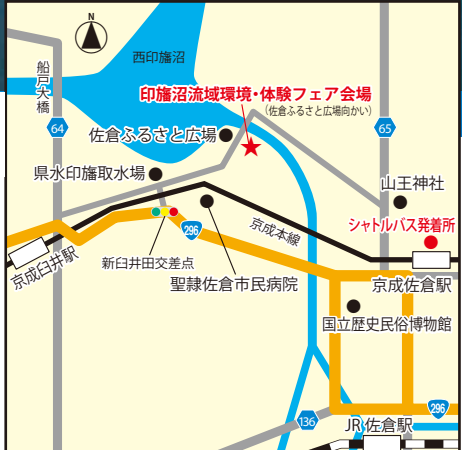 N
西印旛沼
船戸大橋
印旛沼流域環境・体験フェア会場
(佐倉ふるさと広場向かい)
64
65
佐倉ふるさと広場
県水印旛取水場
山王神社
シャトルバス発着所
296
京成本線
新臼井田交差点
京成臼井駅
聖隷佐倉市民病院
京成佐倉駅
国立歴史民俗博物館
296
136
JR 佐倉駅